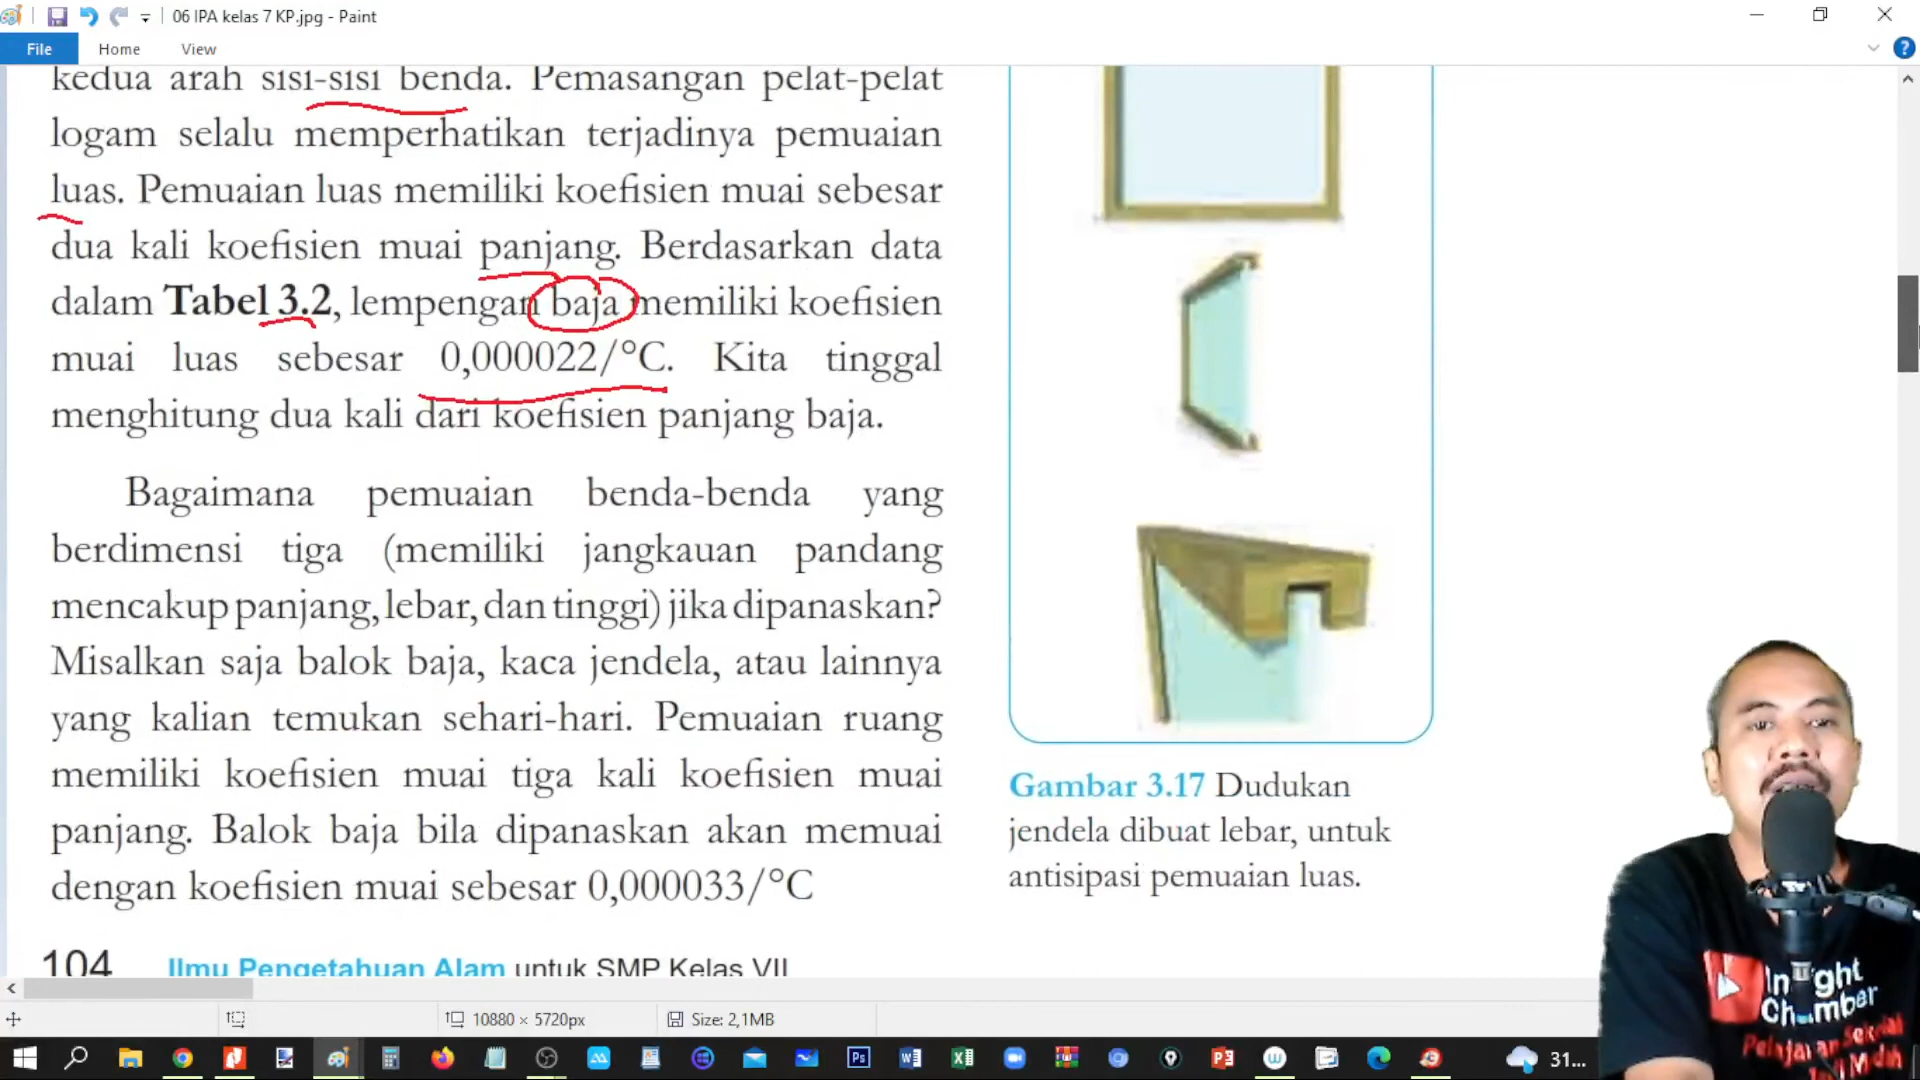 06 IPA kelas 7 KP.jpg - Paint
File Home View
kedua arah sisi-sisi benda. Pemasangan pelat-pelat
logam selalu memperhatikan terjadinya pemuaian
luas. Pemuaian luas memiliki koefisien muai sebesar
dua kali koefisien muai panjang. Berdasarkan data
dalam Tabel 3.2, lempengan baja memiliki koefisien
muai luas sebesar 0,000022/°C. Kita tinggal
menghitung dua kali dari koefisien panjang baja.
Bagaimana pemuaian benda-benda yang
berdimensi tiga (memiliki jangkauan pandang
mencakup panjang, lebar, dan tinggi) jika dipanaskan?
Misalkan saja balok baja, kaca jendela, atau lainnya
yang kalian temukan sehari-hari. Pemuaian ruang
memiliki koefisien muai tiga kali koefisien muai
panjang. Balok baja bila dipanaskan akan memuai
dengan koefisien muai sebesar 0,000033/°C
104 Ilmu Pengetahuan Alam untuk SMP Kelas VII
Gambar 3.17 Dudukan
jendela dibuat lebar, untuk
antisipasi pemuaian luas.
10880 × 5720px
Size: 2,1MB
31...